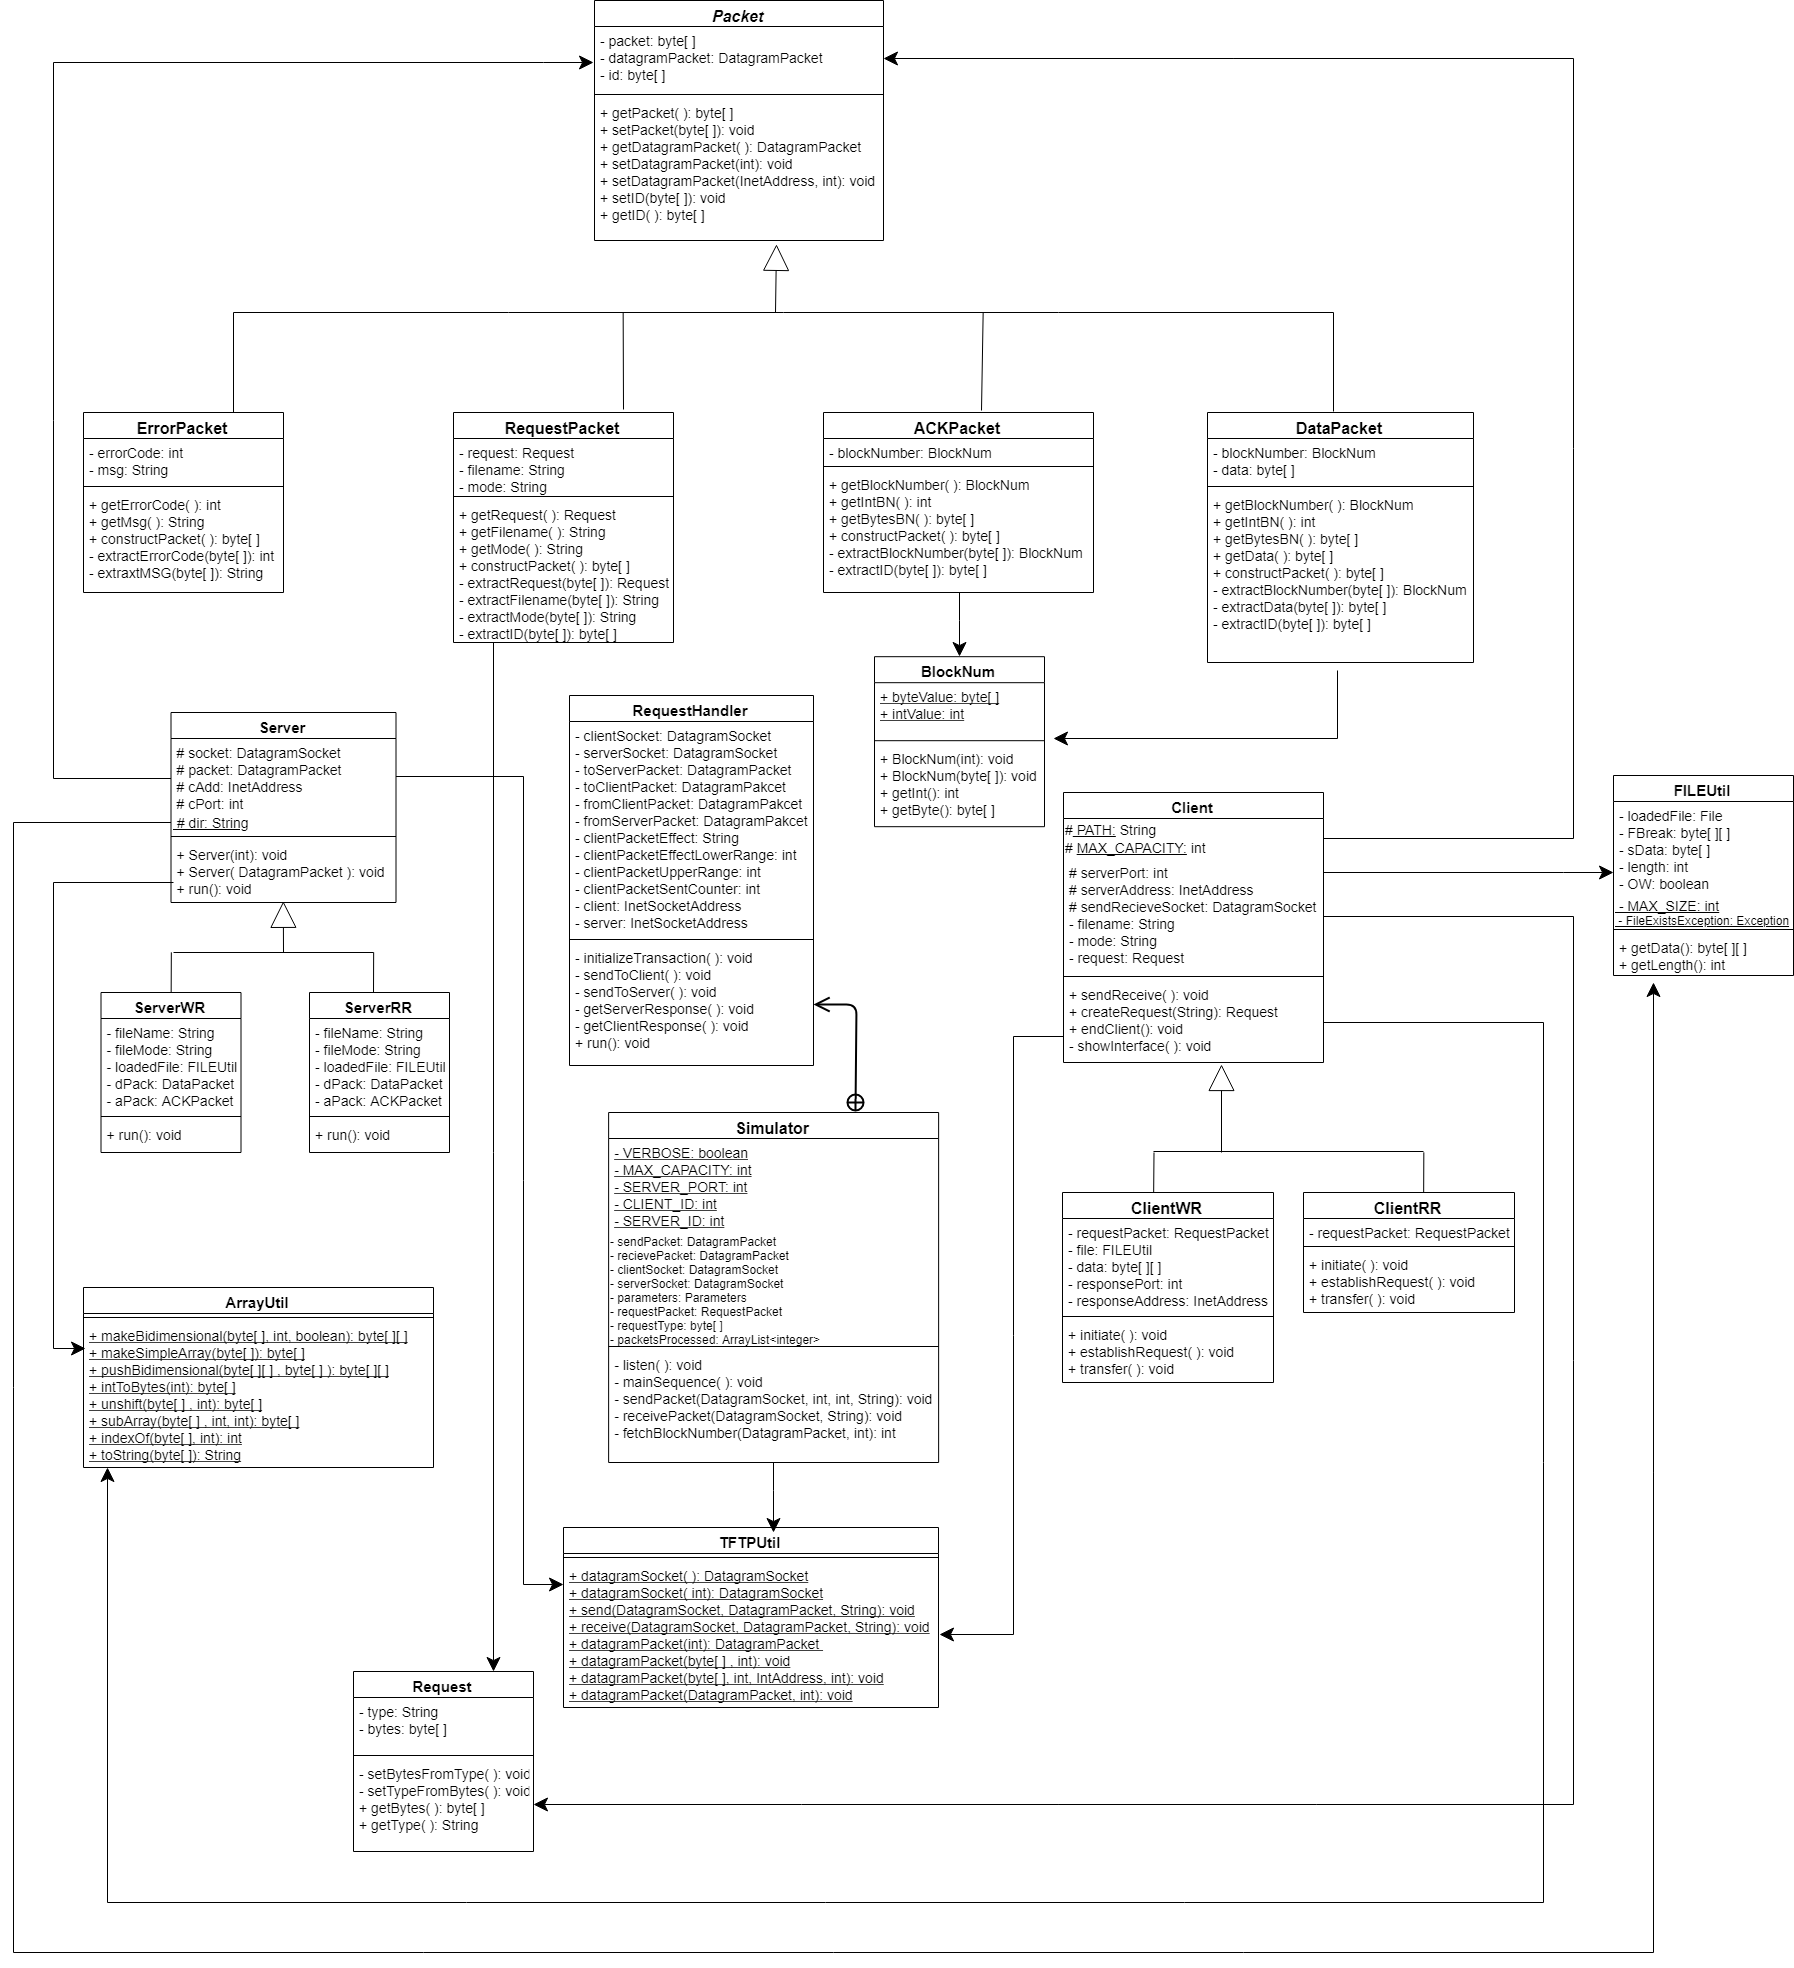 Packet
- packet: byte[ ]
- datagramPacket: DatagramPacket
- id: byte[ ]
+ getPacket( ): byte[ ]
+ setPacket(byte[ ]): void
+ getDatagramPacket( ): DatagramPacket
+ setDatagramPacket(int): void
+ setDatagramPacket(InetAddress, int): void
+ setID(byte[ ]): void
+ getID( ): byte[ ]
ErrorPacket
- errorCode: int
- msg: String
+ getErrorCode( ): int
+ getMsg( ): String
+ constructPacket( ): byte[ ]
- extractErrorCode(byte[ ]): int
- extraxtMSG(byte[ ]): String
RequestPacket
- request: Request
- filename: String
- mode: String
+ getRequest( ): Request
+ getFilename( ): String
+ getMode( ): String
+ constructPacket( ): byte[ ]
- extractRequest(byte[ ]): Request
- extractFilename(byte[ ]): String
- extractMode(byte[ ]): String
- extractID(byte[ ]): byte[ ]
ACKPacket
- blockNumber: BlockNum
+ getBlockNumber( ): BlockNum
+ getIntBN( ): int
+ getBytesBN( ): byte[ ]
+ constructPacket( ): byte[ ]
- extractBlockNumber(byte[ ]): BlockNum
- extractID(byte[ ]): byte[ ]
DataPacket
- blockNumber: BlockNum
- data: byte[ ]
+ getBlockNumber( ): BlockNum
+ getIntBN( ): int
+ getBytesBN( ): byte[ ]
+ getData( ): byte[ ]
+ constructPacket( ): byte[ ]
- extractBlockNumber(byte[ ]): BlockNum
- extractData(byte[ ]): byte[ ]
- extractID(byte[ ]): byte[ ]
BlockNum
+ byteValue: byte[ ]
+ intValue: int
+ BlockNum(int): void
+ BlockNum(byte[ ]): void
+ getInt(): int
+ getByte(): byte[ ]
Server
# socket: DatagramSocket
# packet: DatagramPacket
# cAdd: InetAddress
# cPort: int
# dir: String
+ Server(int): void
+ Server( DatagramPacket ): void
+ run(): void
RequestHandler
- clientSocket: DatagramSocket
- serverSocket: DatagramSocket
- toServerPacket: DatagramPacket
- toClientPacket: DatagramPakcet
- fromClientPacket: DatagramPakcet
- fromServerPacket: DatagramPakcet
- clientPacketEffect: String
- clientPacketEffectLowerRange: int
- clientPacketUpperRange: int
- clientPacketSentCounter: int
- client: InetSocketAddress
- server: InetSocketAddress
- initializeTransaction( ): void
- sendToClient( ): void
- sendToServer( ): void
- getServerResponse( ): void
- getClientResponse( ): void
+ run(): void
Client
# PATH: String
# MAX_CAPACITY: int
# serverPort: int
# serverAddress: InetAddress
# sendRecieveSocket: DatagramSocket
- filename: String
- mode: String
- request: Request
+ sendReceive( ): void
+ createRequest(String): Request
+ endClient(): void
- showInterface( ): void
FILEUtil
- loadedFile: File
- FBreak: byte[ ][ ]
- sData: byte[ ]
- length: int
- OW: boolean
- MAX_SIZE: int
- FileExistsException: Exception
+ getData(): byte[ ][ ]
+ getLength(): int
ServerWR
- fileName: String
- fileMode: String
- loadedFile: FILEUtil
- dPack: DataPacket
- aPack: ACKPacket
+ run(): void
ServerRR
- fileName: String
- fileMode: String
- loadedFile: FILEUtil
- dPack: DataPacket
- aPack: ACKPacket
+ run(): void
Simulator
- VERBOSE: boolean
- MAX_CAPACITY: int
- SERVER_PORT: int
- CLIENT_ID: int
- SERVER_ID: int
- sendPacket: DatagramPacket
- recievePacket: DatagramPacket
- clientSocket: DatagramSocket
- serverSocket: DatagramSocket
- parameters: Parameters
- requestPacket: RequestPacket
- requestType: byte[ ]
- packetsProcessed: ArrayList<integer>
- listen( ): void
- mainSequence( ): void
- sendPacket(DatagramSocket, int, int, String): void
- receivePacket(DatagramSocket, String): void
- fetchBlockNumber(DatagramPacket, int): int
ClientWR
- requestPacket: RequestPacket
- file: FILEUtil
- data: byte[ ][ ]
- responsePort: int
- responseAddress: InetAddress
+ initiate( ): void
+ establishRequest( ): void
+ transfer( ): void
ClientRR
- requestPacket: RequestPacket
+ initiate( ): void
+ establishRequest( ): void
+ transfer( ): void
ArrayUtil
+ makeBidimensional(byte[ ], int, boolean): byte[ ][ ]
+ makeSimpleArray(byte[ ]): byte[ ]
+ pushBidimensional(byte[ ][ ] , byte[ ] ): byte[ ][ ]
+ intToBytes(int): byte[ ]
+ unshift(byte[ ] , int): byte[ ]
+ subArray(byte[ ] , int, int): byte[ ]
+ indexOf(byte[ ], int): int
+ toString(byte[ ]): String
TFTPUtil
+ datagramSocket( ): DatagramSocket
+ datagramSocket( int): DatagramSocket
+ send(DatagramSocket, DatagramPacket, String): void
+ receive(DatagramSocket, DatagramPacket, String): void
+ datagramPacket(int): DatagramPacket
+ datagramPacket(byte[ ] , int): void
+ datagramPacket(byte[ ], int, IntAddress, int): void
+ datagramPacket(DatagramPacket, int): void
Request
- type: String
- bytes: byte[ ]
- setBytesFromType( ): void
- setTypeFromBytes( ): void
+ getBytes( ): byte[ ]
+ getType( ): String